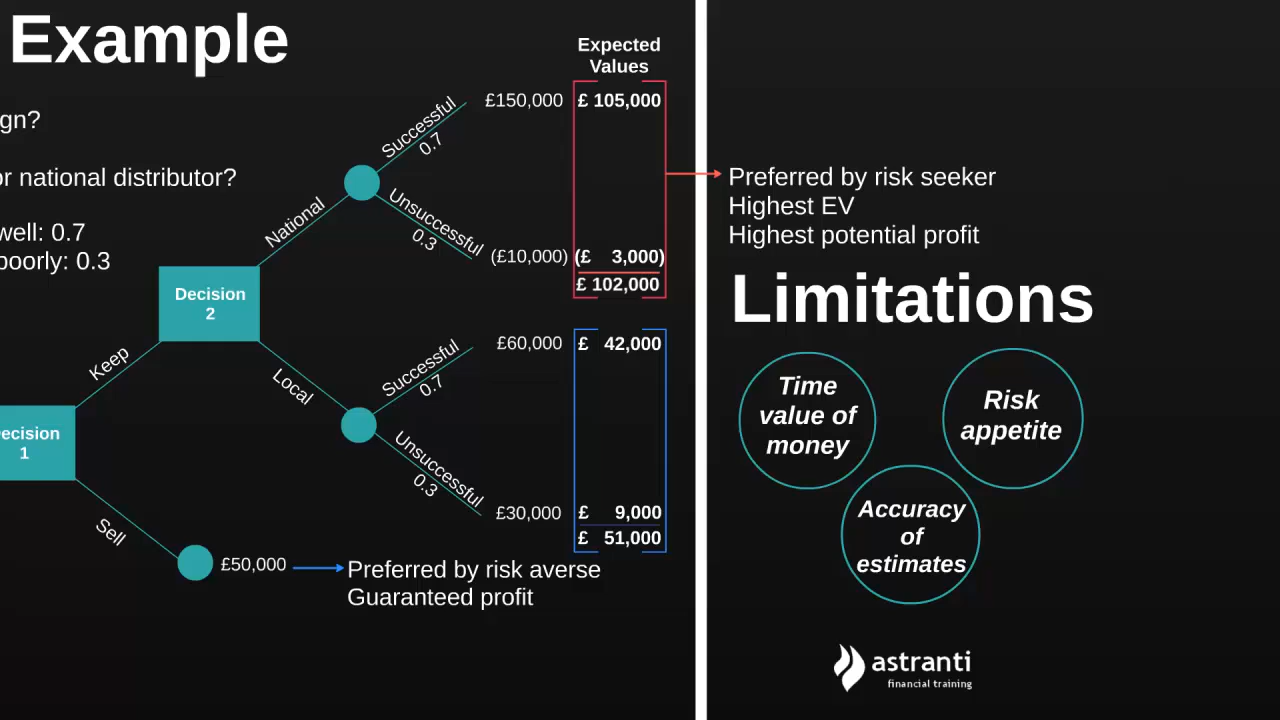 Example
gn?
or national distributor?
well: 0.7
poorly: 0.3
Expected
Values
Successful
0.7
£150,000
£ 105,000
National
Unsuccessful
0.3
(£10,000)
(£ 3,000)
£ 102,000
Decision
2
Keep
Local
Successful
0.7
£60,000
£ 42,000
Unsuccessful
0.3
£30,000
£ 9,000
£ 51,000
ecision
1
Sell
£50,000
Preferred by risk averse
Guaranteed profit
Preferred by risk seeker
Highest EV
Highest potential profit
Limitations
Time
value of
money
Risk
appetite
Accuracy
of
estimates
astranti
financial training